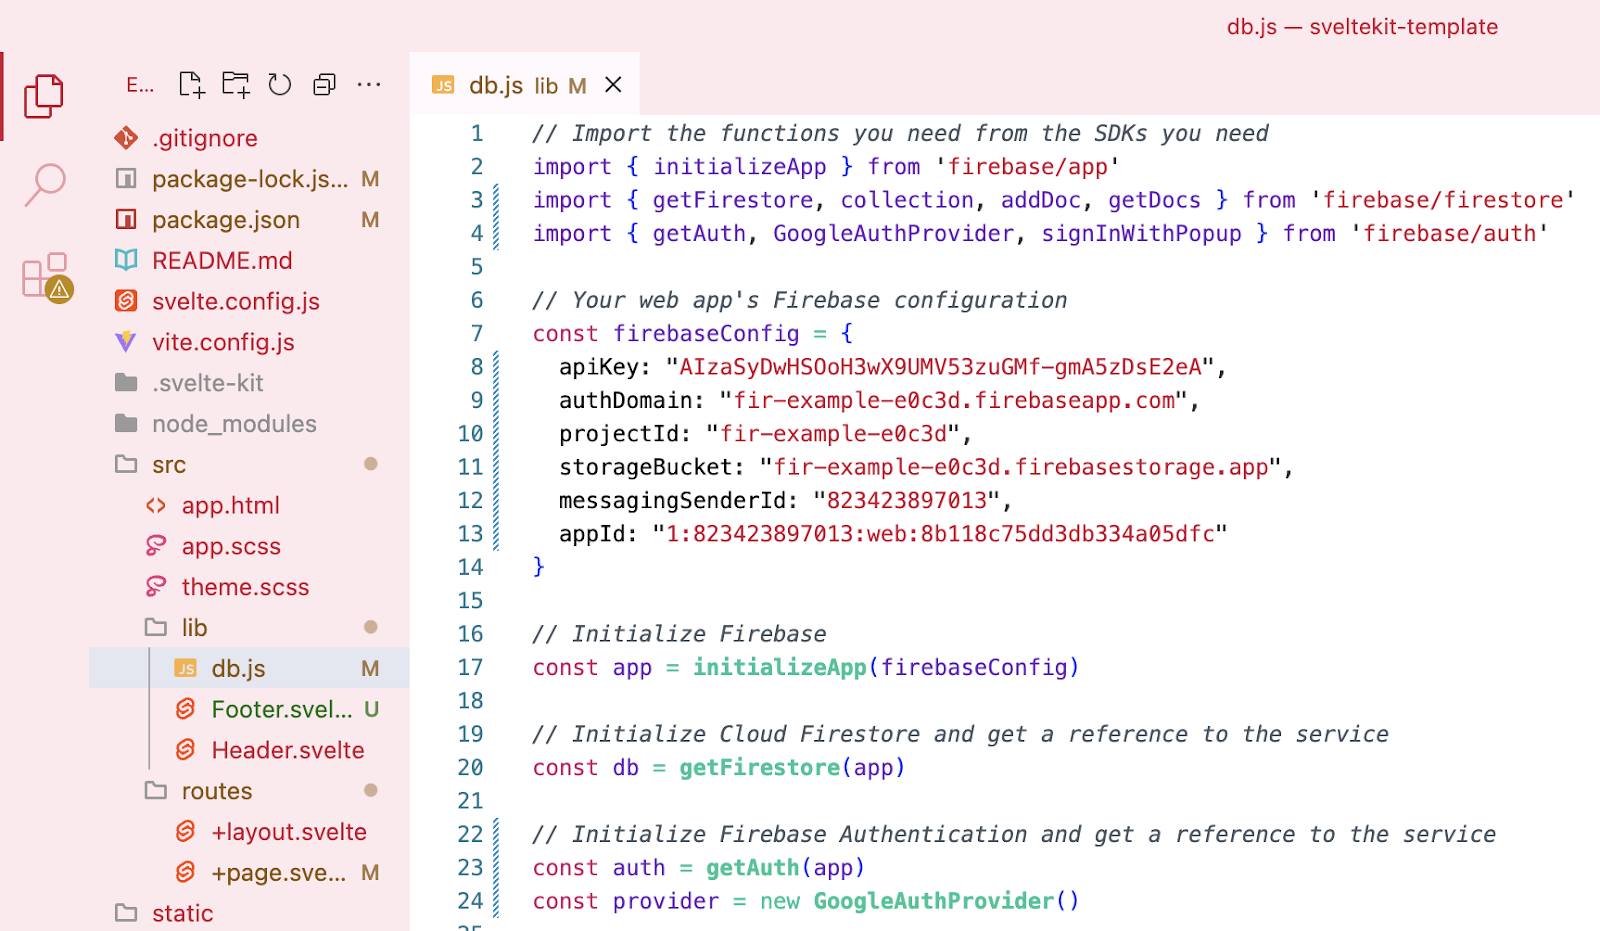 db.js — sveltekit-template
E...
JS db.js lib M
.gitignore
package-lock.js... M
package.json M
README.md
svelte.config.js
vite.config.js
.svelte-kit
node_modules
src
app.html
app.scss
theme.scss
lib
JS db.js M
Footer.svel... U
Header.svelte
routes
+layout.svelte
+page.sve... M
static
1 // Import the functions you need from the SDKs you need
2 import { initializeApp } from 'firebase/app'
3 import { getFirestore, collection, addDoc, getDocs } from 'firebase/firestore'
4 import { getAuth, GoogleAuthProvider, signInWithPopup } from 'firebase/auth'
5
6 // Your web app's Firebase configuration
7 const firebaseConfig = {
8 apiKey: "AIzaSyDwHSOoH3wX9UMV53zuGMf-gmA5zDsE2eA",
9 authDomain: "fir-example-e0c3d.firebaseapp.com",
10 projectId: "fir-example-e0c3d",
11 storageBucket: "fir-example-e0c3d.firebasestorage.app",
12 messagingSenderId: "823423897013",
13 appId: "1:823423897013:web:8b118c75dd3db334a05dfc"
14 }
15
16 // Initialize Firebase
17 const app = initializeApp(firebaseConfig)
18
19 // Initialize Cloud Firestore and get a reference to the service
20 const db = getFirestore(app)
21
22 // Initialize Firebase Authentication and get a reference to the service
23 const auth = getAuth(app)
24 const provider = new GoogleAuthProvider()